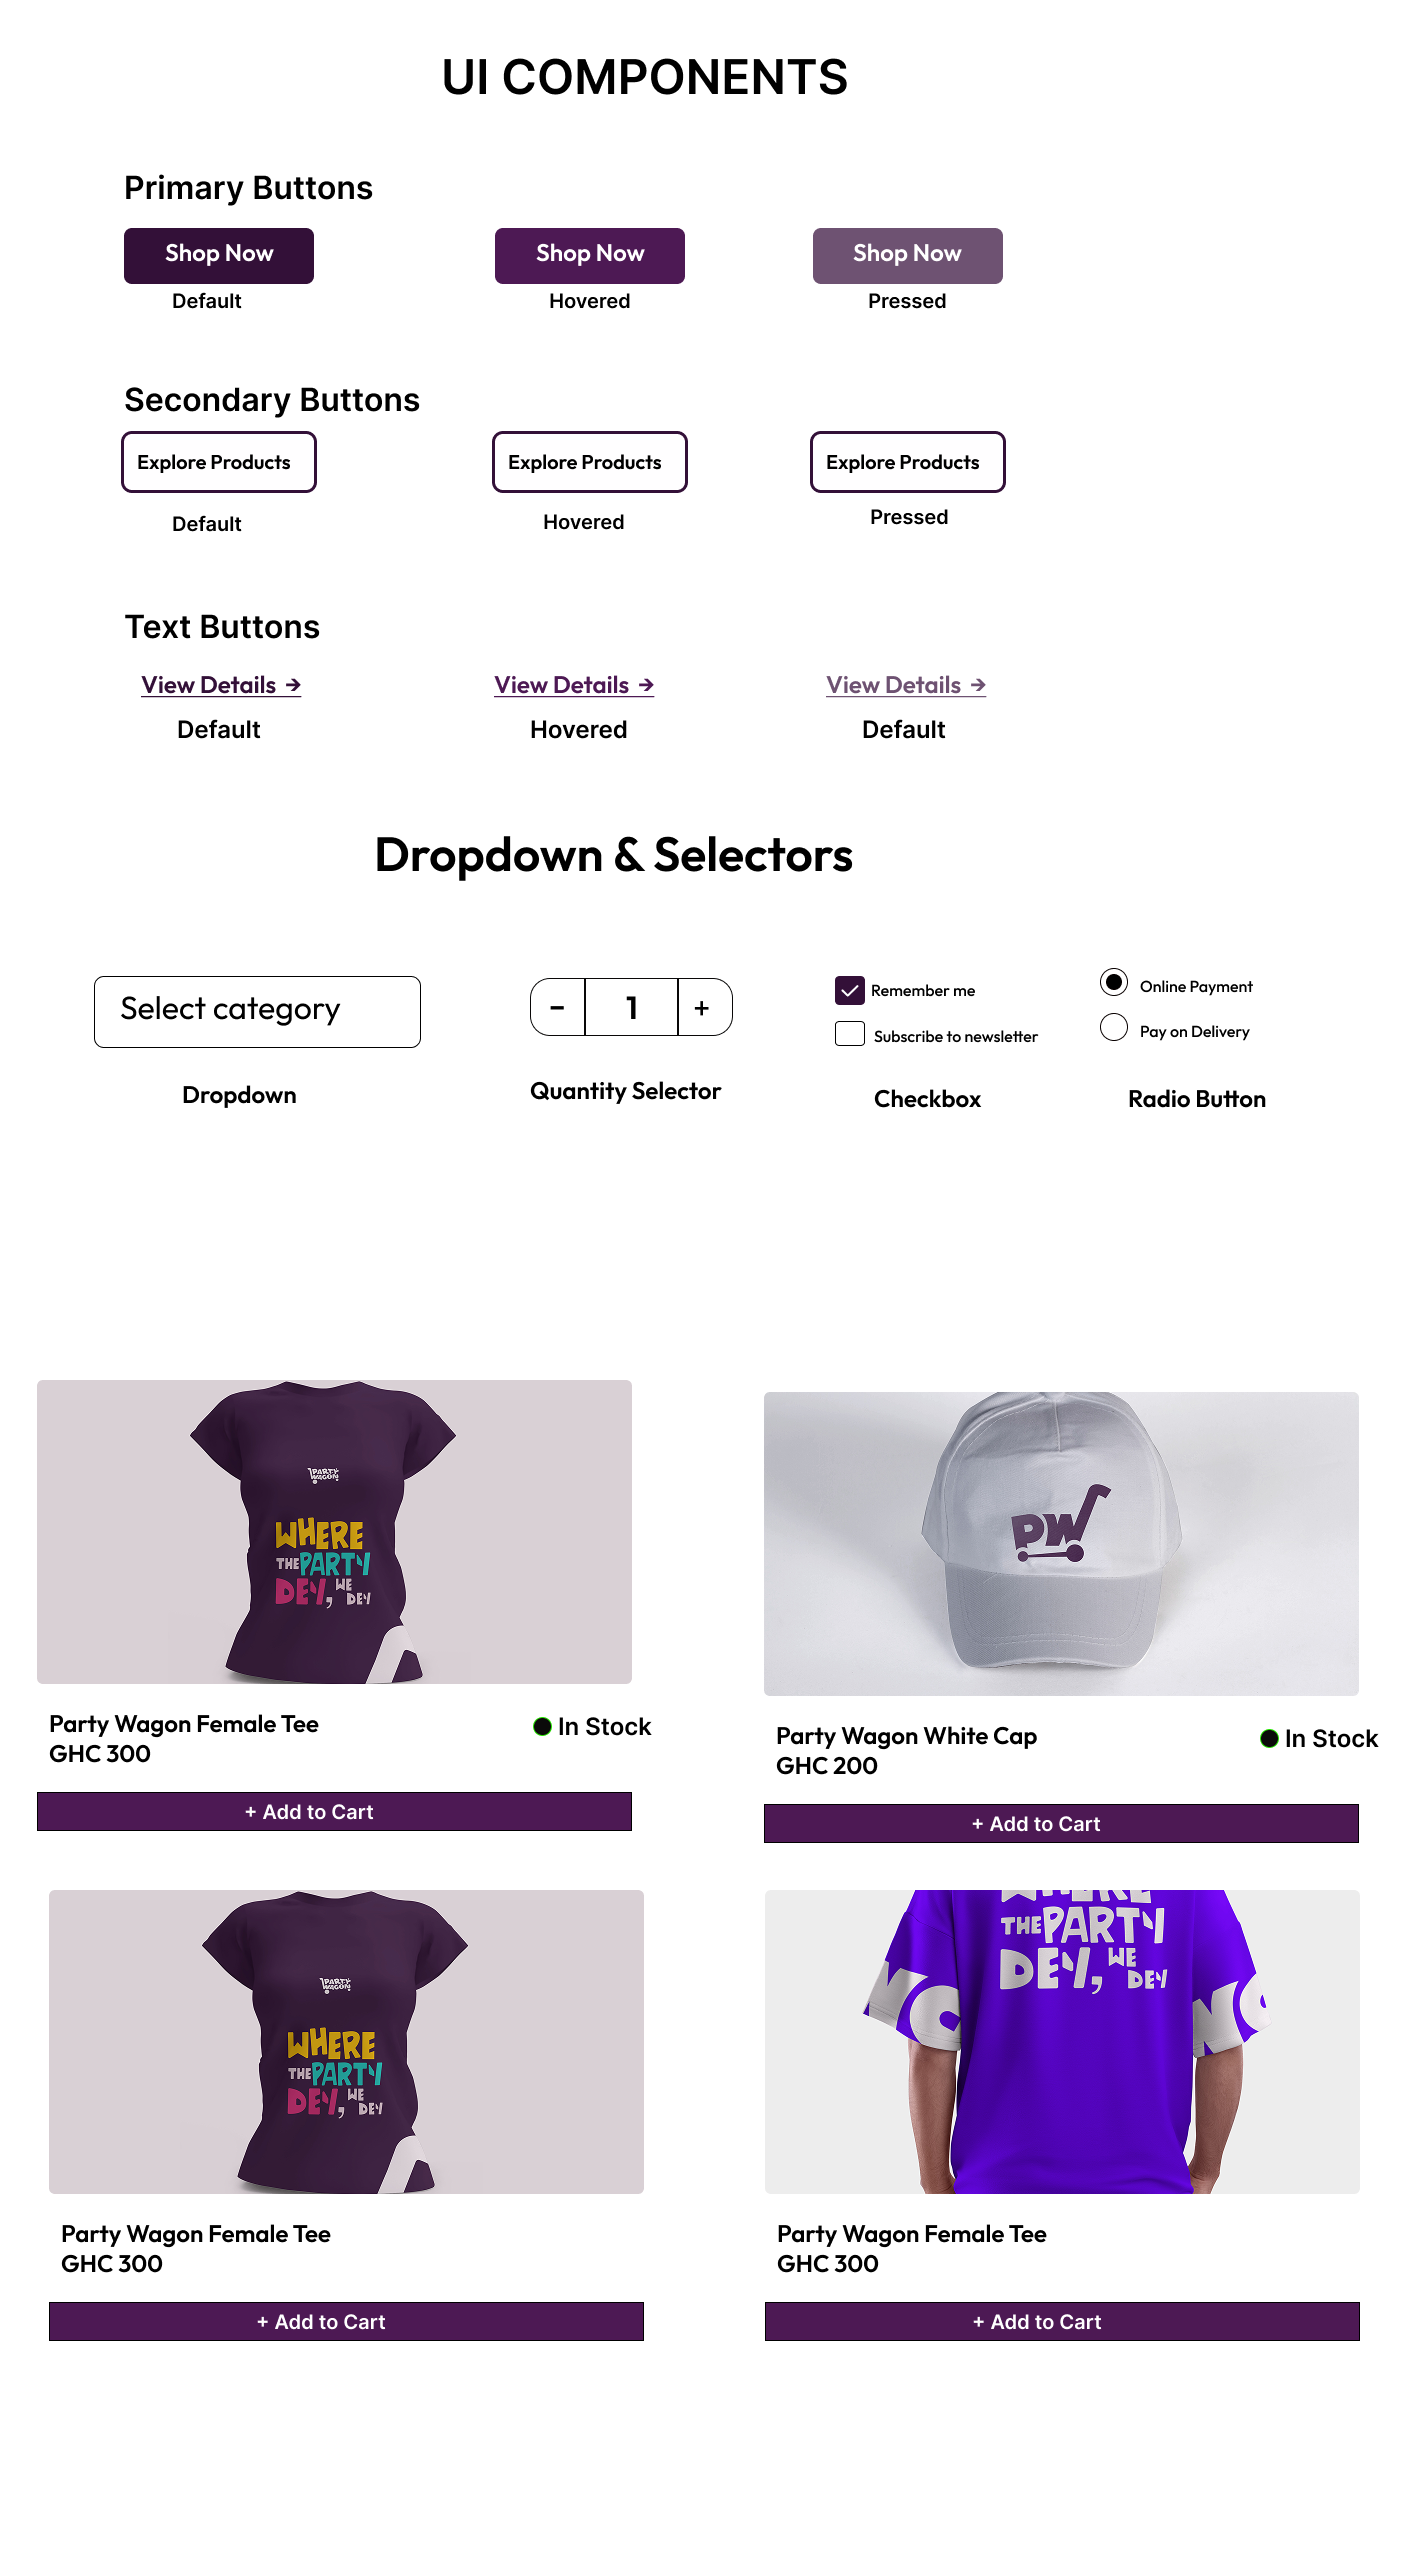 UI COMPONENTS
Primary Buttons
Shop Now
Shop Now
Shop Now
Default
Hovered
Pressed
Secondary Buttons
Explore Products
Explore Products
Explore Products
Default
Hovered
Pressed
Text Buttons
View Details →
View Details →
View Details →
Default
Hovered
Default
Dropdown & Selectors
Select category
- 1 +
Remember me
Subscribe to newsletter
Online Payment
Pay on Delivery
Dropdown
Quantity Selector
Checkbox
Radio Button
PARTY
WAGON
WHERE
THE PARTY
DEY, WE
DEY
PW
Party Wagon Female Tee
GHC 300
In Stock
+ Add to Cart
Party Wagon White Cap
GHC 200
In Stock
+ Add to Cart
PARTY
WAGON
WHERE
THE PARTY
DEY, WE
DEY
WHERE
THE PARTY
DEY, WE
DEY
Party Wagon Female Tee
GHC 300
+ Add to Cart
Party Wagon Female Tee
GHC 300
+ Add to Cart